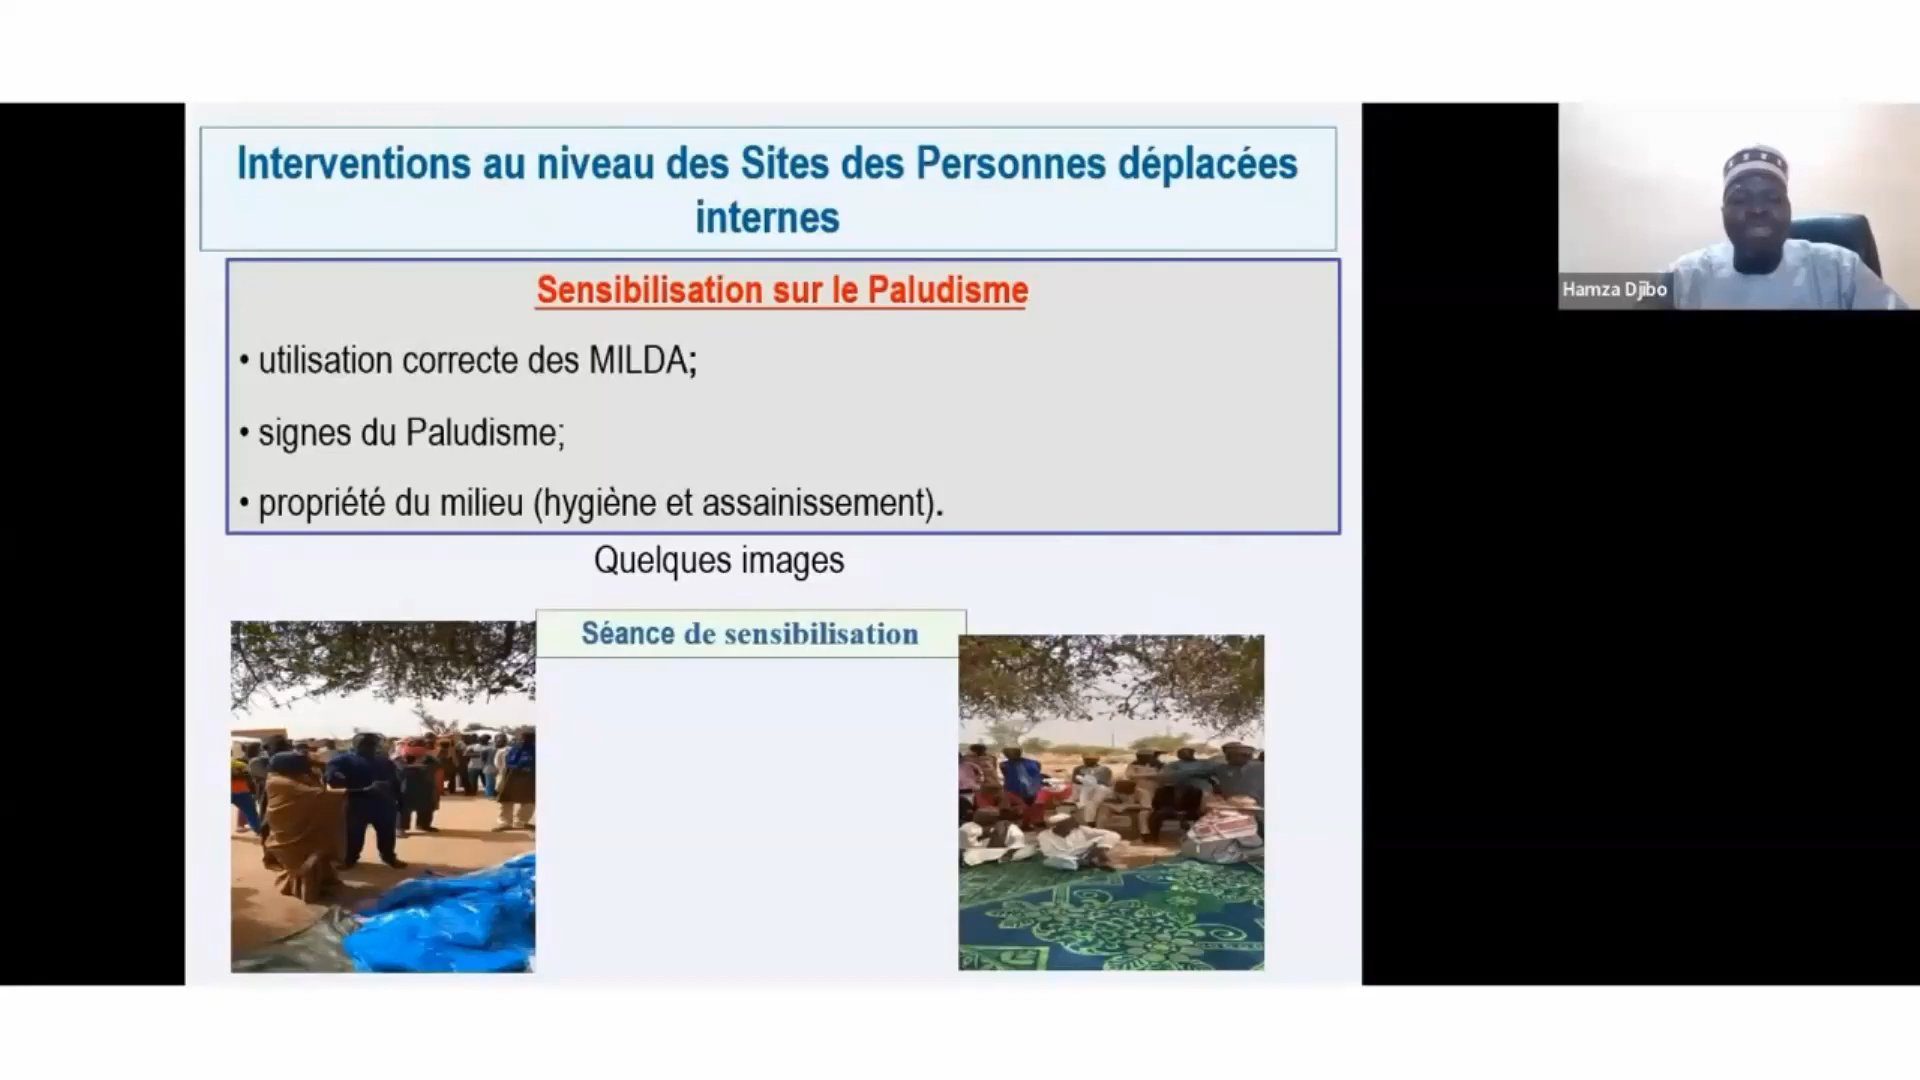 Interventions au niveau des Sites des Personnes déplacées
internes
Sensibilisation sur le Paludisme
• utilisation correcte des MILDA;
• signes du Paludisme;
• propriété du milieu (hygiène et assainissement).
Quelques images
Séance de sensibilisation
Hamza Djibo